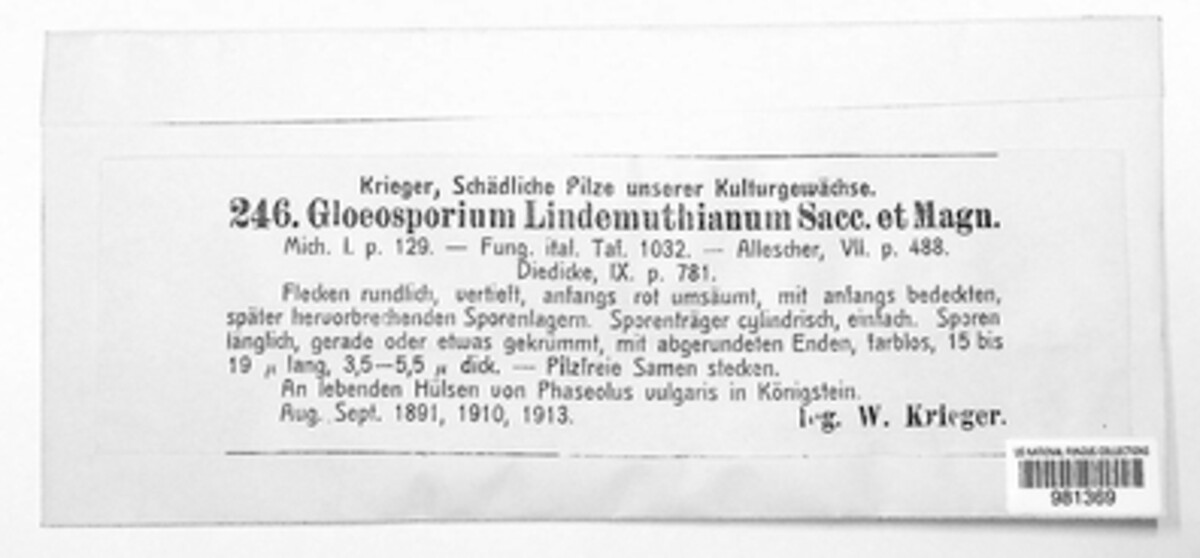 Krieger, Schädliche Pilze unserer Kulturgewächse.
246. Gloeosporium Lindemuthianum Sacc. et Magn.
Mich. I. p. 129. — Fung. ital. Taf. 1032. — Allescher, VII. p. 488.
Diedicke, IX. p. 781.
Flecken rundlich, vertieft, anfangs rot umsäumt, mit anfangs bedeckten,
später hervorbrechenden Sporenlagern. Sporenträger cylindrisch, einfach. Sporen
länglich, gerade oder etwas gekrümmt, mit abgerundeten Enden, farblos, 15 bis
19 μ lang, 3,5—5,5 μ dick. — Pilzfreie Samen stecken.
An lebenden Hülsen von Phaseolus vulgaris in Königstein.
Aug. Sept. 1891, 1910, 1913. leg. W. Krieger.
US NATIONAL FUNGUS COLLECTIONS
981369